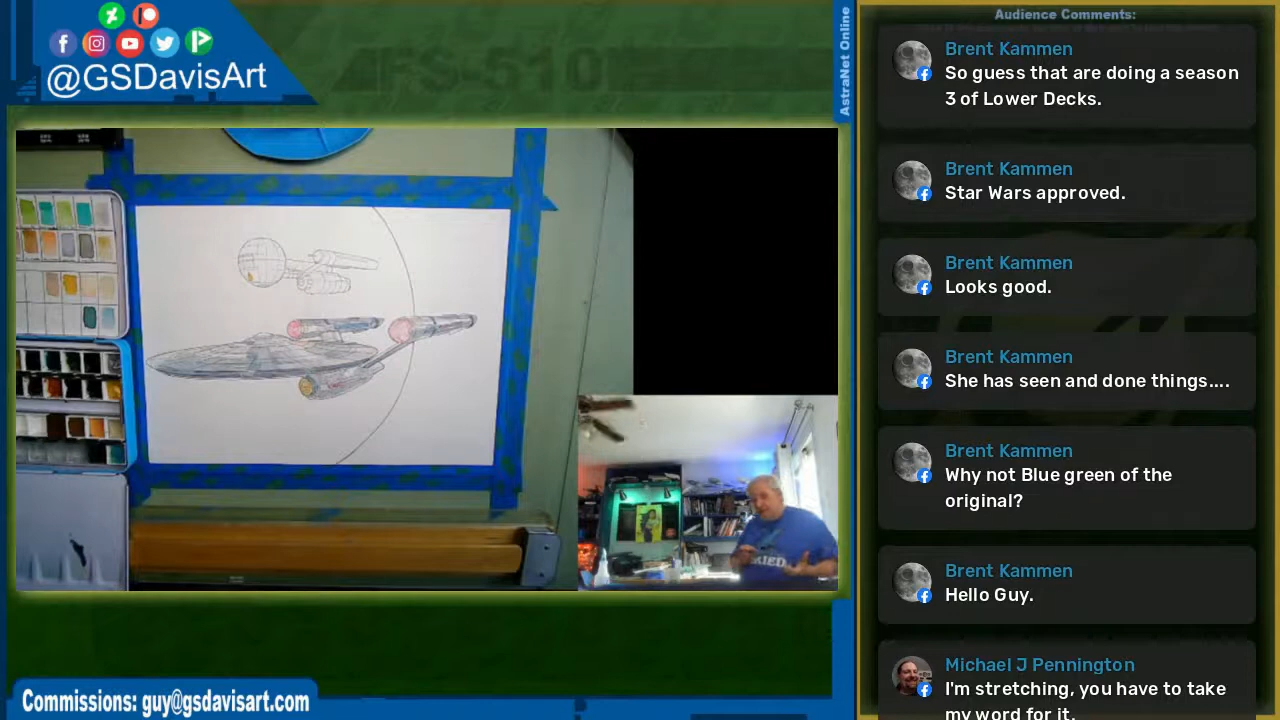 @GSDavisArt
AstraNet Online
Audience Comments:
Brent Kammen
So guess that are doing a season
3 of Lower Decks.
Brent Kammen
Star Wars approved.
Brent Kammen
Looks good.
Brent Kammen
She has seen and done things....
Brent Kammen
Why not Blue green of the
original?
Brent Kammen
Hello Guy.
Michael J Pennington
I'm stretching, you have to take
my word for it.
Commissions: guy@gsdavisart.com